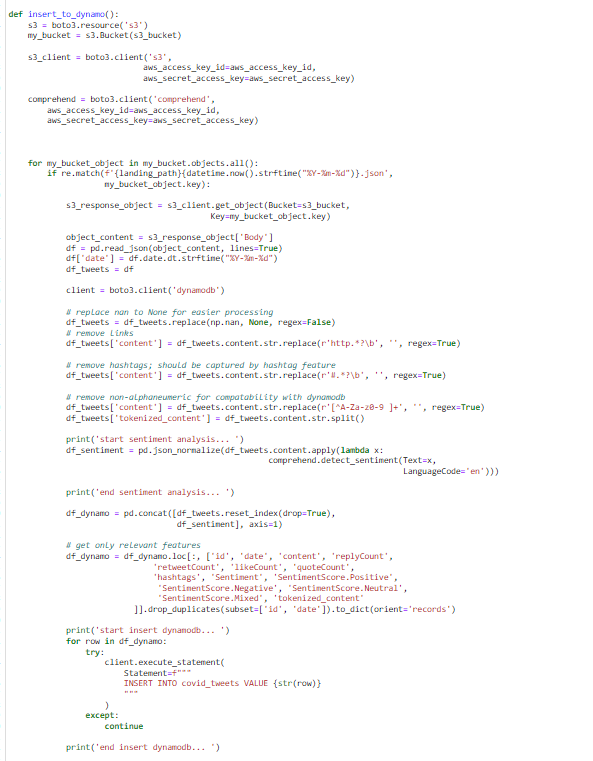 def insert_to_dynamo():
    s3 = boto3.resource('s3')
    my_bucket = s3.Bucket(s3_bucket)

    s3_client = boto3.client('s3',
                             aws_access_key_id=aws_access_key_id,
                             aws_secret_access_key=aws_secret_access_key)

    comprehend = boto3.client('comprehend',
        aws_access_key_id=aws_access_key_id,
        aws_secret_access_key=aws_secret_access_key)

    for my_bucket_object in my_bucket.objects.all():
        if re.match(f'{landing_path}{datetime.now().strftime("%Y-%m-%d")}.json',
                    my_bucket_object.key):

            s3_response_object = s3_client.get_object(Bucket=s3_bucket,
                                                      Key=my_bucket_object.key)

            object_content = s3_response_object['Body']
            df = pd.read_json(object_content, lines=True)
            df['date'] = df.date.dt.strftime("%Y-%m-%d")
            df_tweets = df

            client = boto3.client('dynamodb')

            # replace nan to None for easier processing
            df_tweets = df_tweets.replace(np.nan, None, regex=False)
            # remove links
            df_tweets['content'] = df_tweets.content.str.replace(r'http.*?\b', '', regex=True)

            # remove hashtags; should be captured by hashtag feature
            df_tweets['content'] = df_tweets.content.str.replace(r'#.*?\b', '', regex=True)

            # remove non-alphaneumeric for compatability with dynamodb
            df_tweets['content'] = df_tweets.content.str.replace(r'[^A-Za-z0-9 ]+', '', regex=True)
            df_tweets['tokenized_content'] = df_tweets.content.str.split()

            print('start sentiment analysis... ')
            df_sentiment = pd.json_normalize(df_tweets.content.apply(lambda x:
                                             comprehend.detect_sentiment(Text=x,
                                                                         LanguageCode='en')))

            print('end sentiment analysis... ')

            df_dynamo = pd.concat([df_tweets.reset_index(drop=True),
                                   df_sentiment], axis=1)

            # get only relevant features
            df_dynamo = df_dynamo.loc[:, ['id', 'date', 'content', 'replyCount',
                              'retweetCount', 'likeCount', 'quoteCount',
                              'hashtags', 'Sentiment', 'SentimentScore.Positive',
                               'SentimentScore.Negative', 'SentimentScore.Neutral',
                               'SentimentScore.Mixed', 'tokenized_content'
                          ]].drop_duplicates(subset=['id', 'date']).to_dict(orient='records')

            print('start insert dynamodb... ')
            for row in df_dynamo:
                try:
                    client.execute_statement(
                        Statement=f"""
                        INSERT INTO covid_tweets VALUE {str(row)}
                        """
                    )
                except:
                    continue

            print('end insert dynamodb... ')